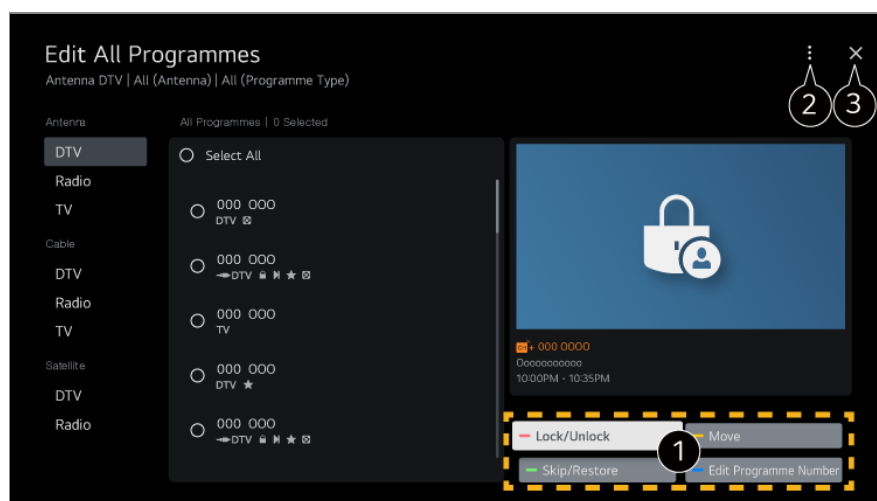 Edit All Programmes
Antenna DTV | All (Antenna) | All (Programme Type)
2
3
Antenna
DTV
Radio
TV
Cable
DTV
Radio
TV
Satellite
DTV
Radio
All Programmes | 0 Selected
Select All
000 000
DTV
000 000
DTV
000 000
TV
000 000
DTV
000 000
DTV
CH+ 000 0000
Ooooooooooo
10:00PM - 10:35PM
Lock/Unlock
1
Move
Skip/Restore
Edit Programme Number